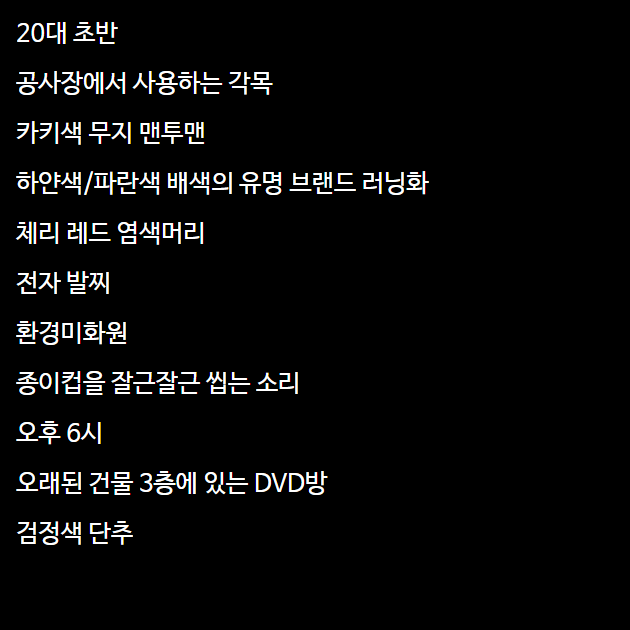 20대 초반
공사장에서 사용하는 각목
카키색 무지 맨투맨
하얀색/파란색 배색의 유명 브랜드 러닝화
체리 레드 염색머리
전자 발찌
환경미화원
종이컵을 잘근잘근 씹는 소리
오후 6시
오래된 건물 3층에 있는 DVD방
검정색 단추